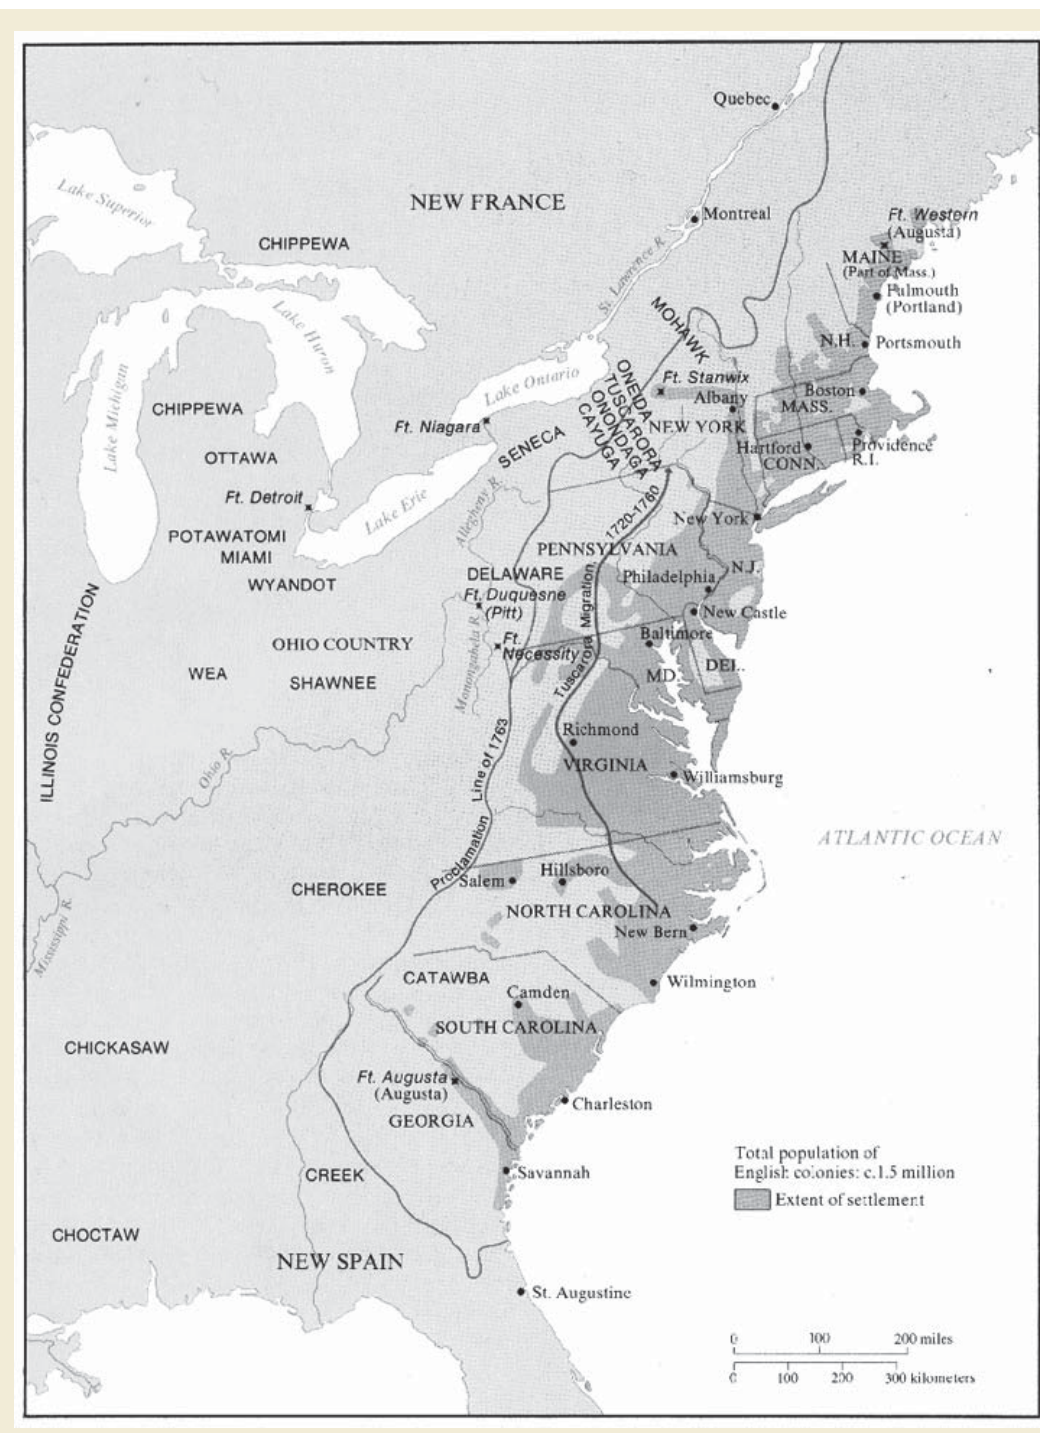 Quebec
NEW FRANCE
Lake Superior
Montreal
Ft. Western
(Augusta)
CHIPPEWA
St. Lawrence R.
MAINE
(Part of Mass.)
Falmouth
(Portland)
Lake Huron
MOHAWK
N.H.
Portsmouth
Lake Michigan
Lake Ontario
ONEIDA
TUSCARORA
ONONDAGA
CAYUGA
Ft. Stanwix
Albany
Boston
MASS.
CHIPPEWA
Ft. Niagara
SENECA
NEW YORK
Hartford
CONN.
Providence
R.I.
OTTAWA
Ft. Detroit
Lake Erie
Allegheny R.
1720-1760
New York
POTAWATOMI
MIAMI
PENNSYLVANIA
WYANDOT
DELAWARE
Philadelphia
N.J.
Ft. Duquesne
(Pitt)
New Castle
Tuscarora Migration
ILLINOIS CONFEDERATION
OHIO COUNTRY
Monongahela R.
Ft.
Necessity
Baltimore
MD.
DEL.
WEA
SHAWNEE
Richmond
VIRGINIA
Ohio R.
Proclamation Line of 1763
Williamsburg
ATLANTIC OCEAN
CHEROKEE
Salem
Hillsboro
NORTH CAROLINA
New Bern
Mississippi R.
CATAWBA
Wilmington
Camden
SOUTH CAROLINA
CHICKASAW
Ft. Augusta
(Augusta)
GEORGIA
Charleston
CREEK
Savannah
Total population of
English colonies: c.1.5 million
Extent of settlement
CHOCTAW
NEW SPAIN
St. Augustine
0 100 200 miles
0 100 200 300 kilometers